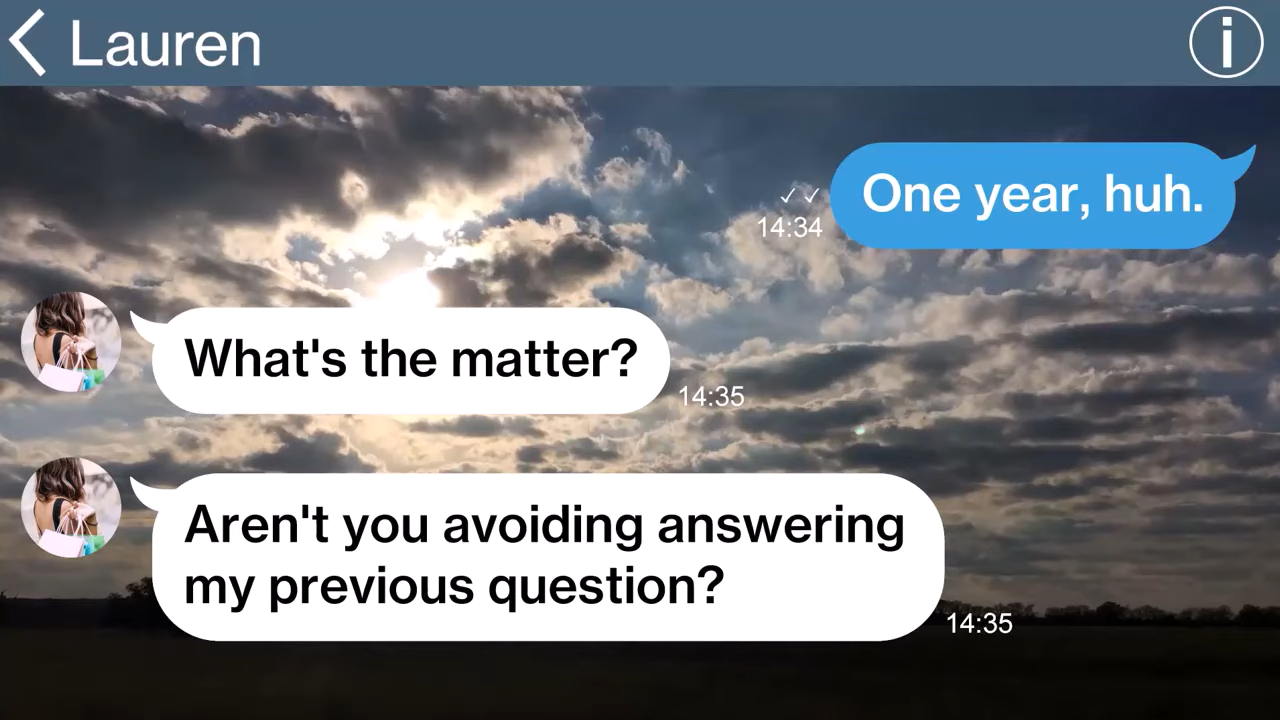 Lauren
One year, huh.
14:34
What's the matter?
14:35
Aren't you avoiding answering
my previous question?
14:35